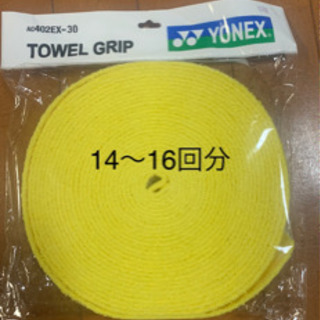 AC402EX-30
TOWEL GRIP
YONEX
14〜16回分